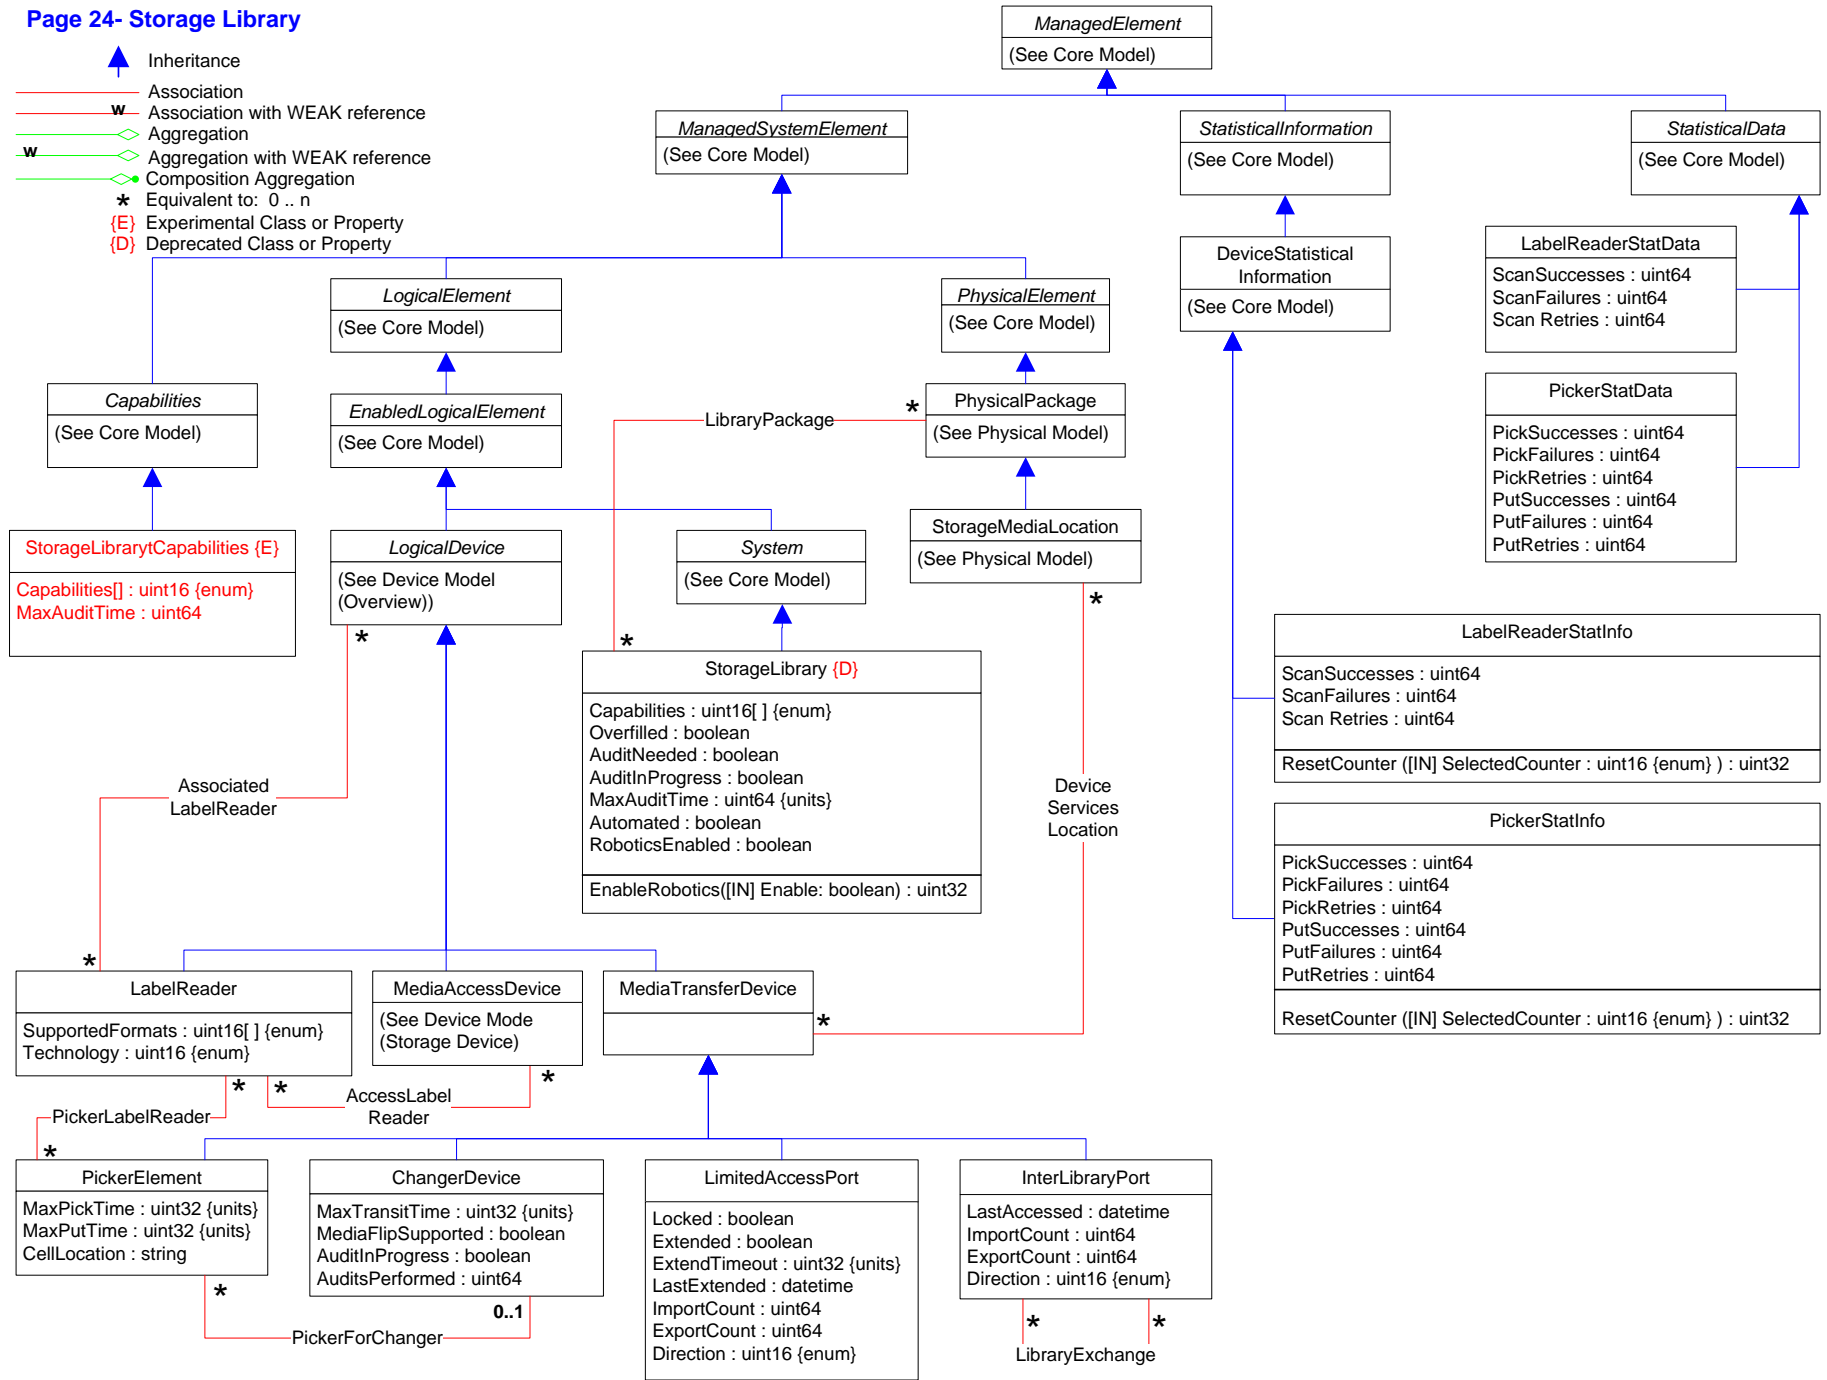 Page 24- Storage Library
Inheritance
Association
w Association with WEAK reference
Aggregation
w Aggregation with WEAK reference
Composition Aggregation
* Equivalent to: 0 .. n
{E} Experimental Class or Property
{D} Deprecated Class or Property
ManagedElement
(See Core Model)
ManagedSystemElement
(See Core Model)
StatisticalInformation
(See Core Model)
StatisticalData
(See Core Model)
DeviceStatistical
Information
(See Core Model)
LabelReaderStatData
ScanSuccesses : uint64
ScanFailures : uint64
Scan Retries : uint64
LogicalElement
(See Core Model)
PhysicalElement
(See Core Model)
PickerStatData
PickSuccesses : uint64
PickFailures : uint64
PickRetries : uint64
PutSuccesses : uint64
PutFailures : uint64
PutRetries : uint64
Capabilities
(See Core Model)
EnabledLogicalElement
(See Core Model)
LibraryPackage
*
PhysicalPackage
(See Physical Model)
StorageLibrarytCapabilities {E}
Capabilities[] : uint16 {enum}
MaxAuditTime : uint64
LogicalDevice
(See Device Model
(Overview))
*
System
(See Core Model)
StorageMediaLocation
(See Physical Model)
*
*
StorageLibrary {D}
Capabilities : uint16[ ] {enum}
Overfilled : boolean
AuditNeeded : boolean
AuditInProgress : boolean
MaxAuditTime : uint64 {units}
Automated : boolean
RoboticsEnabled : boolean
EnableRobotics([IN] Enable: boolean) : uint32
LabelReaderStatInfo
ScanSuccesses : uint64
ScanFailures : uint64
Scan Retries : uint64
ResetCounter ([IN] SelectedCounter : uint16 {enum} ) : uint32
Associated
LabelReader
Device
Services
Location
PickerStatInfo
PickSuccesses : uint64
PickFailures : uint64
PickRetries : uint64
PutSuccesses : uint64
PutFailures : uint64
PutRetries : uint64
ResetCounter ([IN] SelectedCounter : uint16 {enum} ) : uint32
*
LabelReader
SupportedFormats : uint16[ ] {enum}
Technology : uint16 {enum}
MediaAccessDevice
(See Device Mode
(Storage Device)
MediaTransferDevice
*
* * *
AccessLabel
Reader
PickerLabelReader
*
PickerElement
MaxPickTime : uint32 {units}
MaxPutTime : uint32 {units}
CellLocation : string
ChangerDevice
MaxTransitTime : uint32 {units}
MediaFlipSupported : boolean
AuditInProgress : boolean
AuditsPerformed : uint64
LimitedAccessPort
Locked : boolean
Extended : boolean
ExtendTimeout : uint32 {units}
LastExtended : datetime
ImportCount : uint64
ExportCount : uint64
Direction : uint16 {enum}
InterLibraryPort
LastAccessed : datetime
ImportCount : uint64
ExportCount : uint64
Direction : uint16 {enum}
*
0..1
PickerForChanger
* *
LibraryExchange